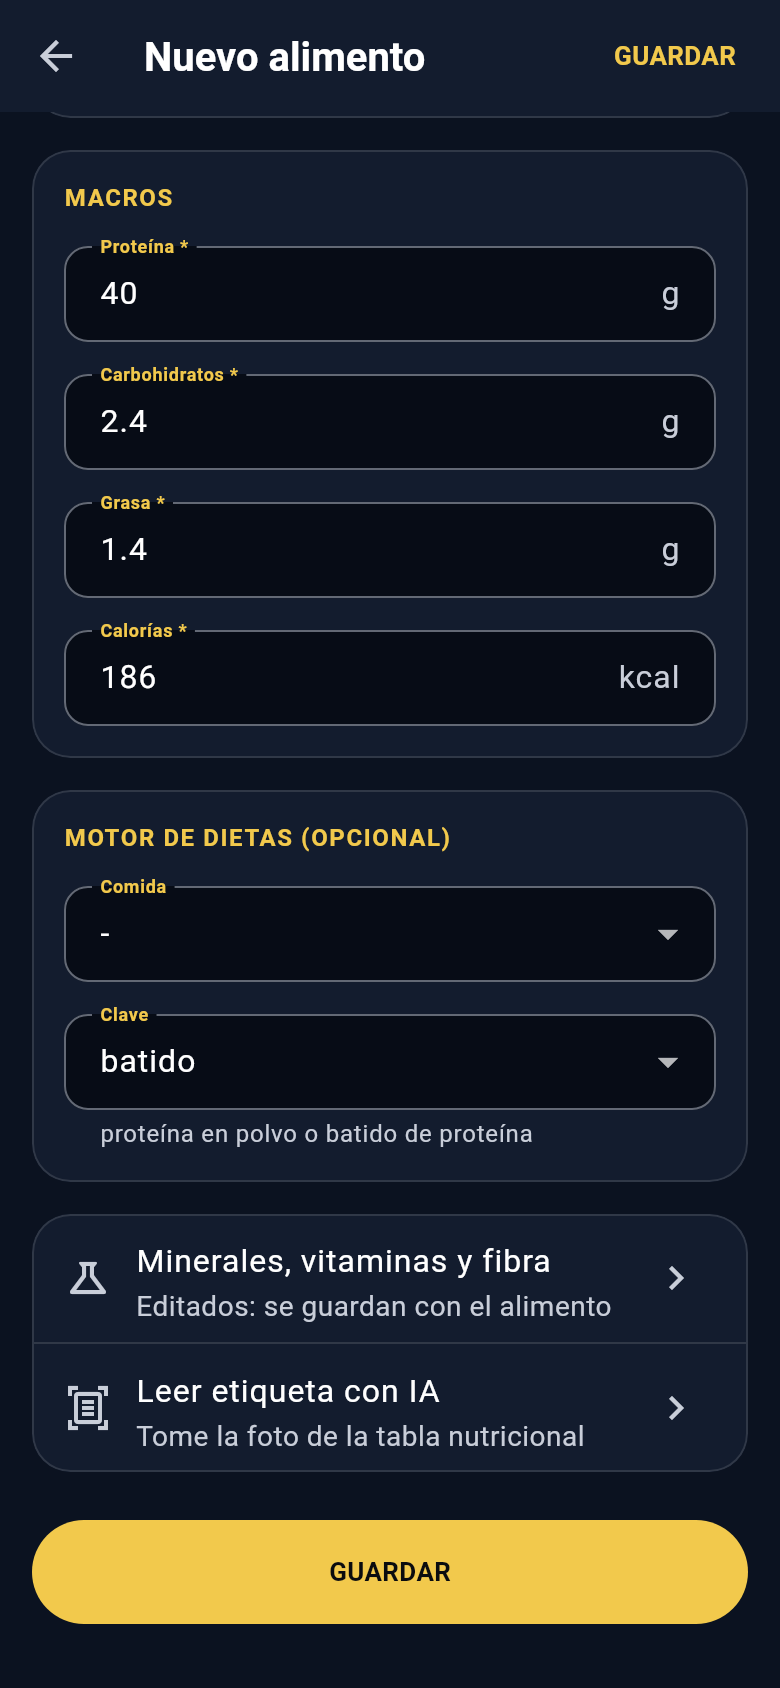 Nuevo alimento
GUARDAR
MACROS
Proteína *
40 g
Carbohidratos *
2.4 g
Grasa *
1.4 g
Calorías *
186 kcal
MOTOR DE DIETAS (OPCIONAL)
Comida
-
Clave
batido
proteína en polvo o batido de proteína
Minerales, vitaminas y fibra
Editados: se guardan con el alimento
Leer etiqueta con IA
Tome la foto de la tabla nutricional
GUARDAR